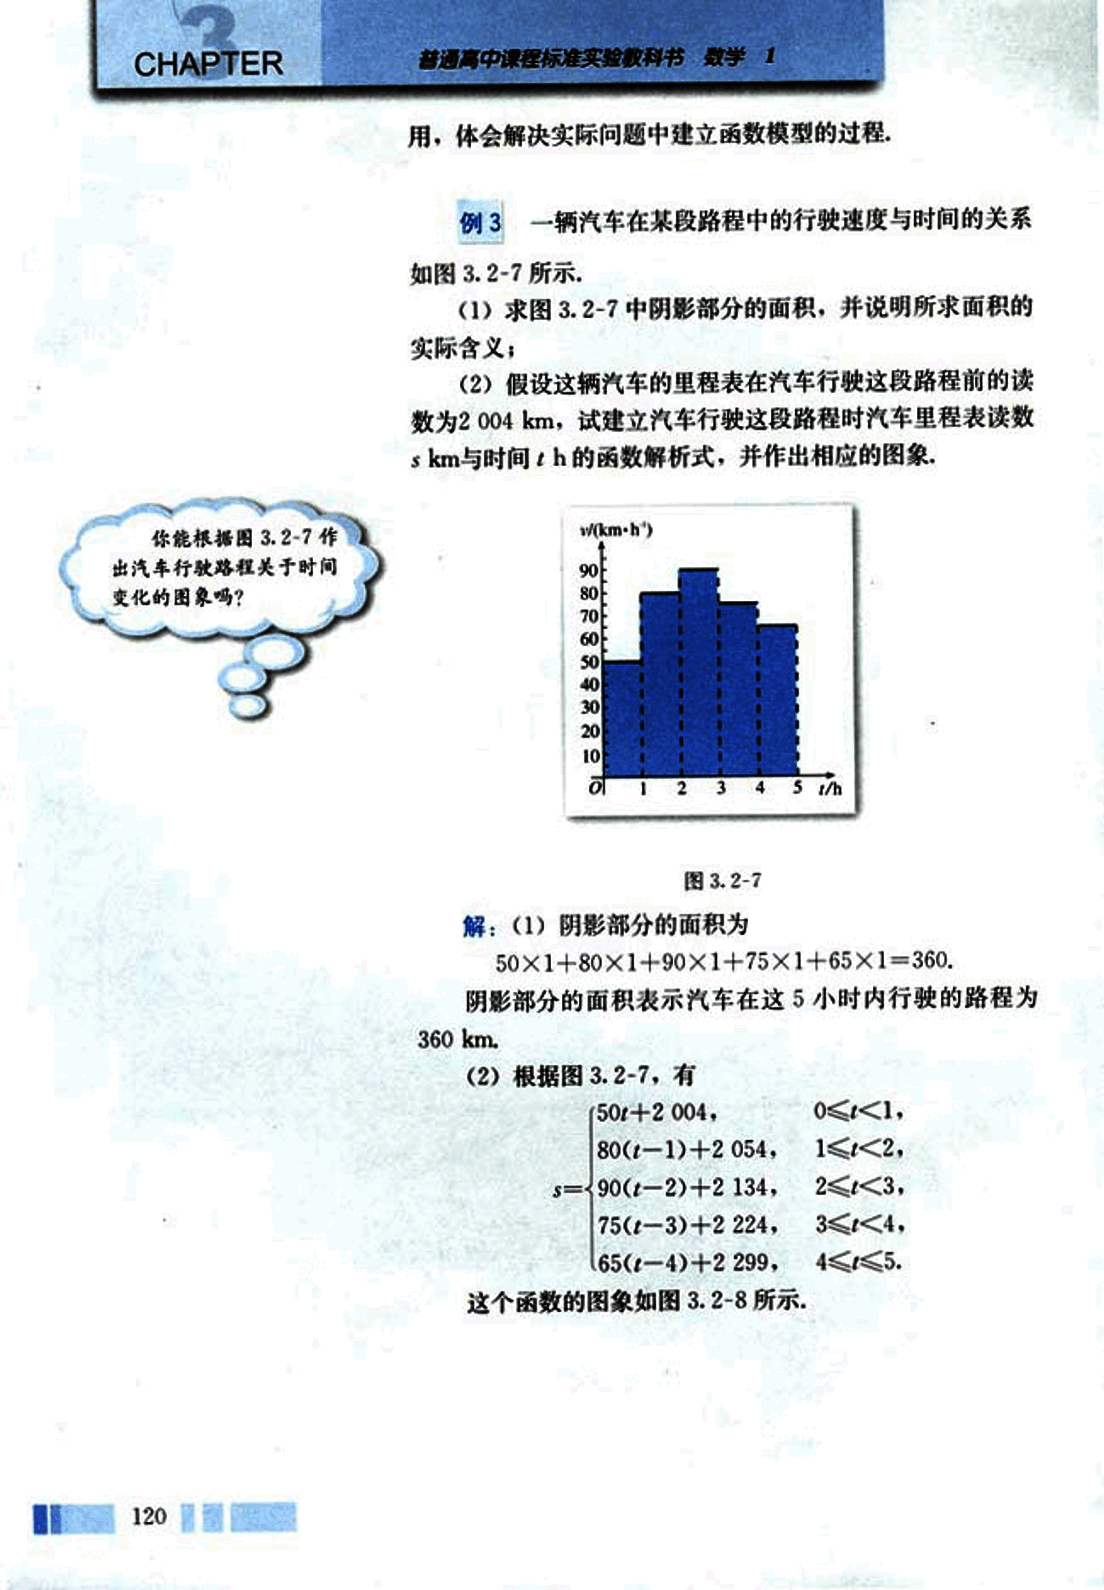 3
CHAPTER
普通高中课程标准实验教科书 数学 1
用，体会解决实际问题中建立函数模型的过程.
例 3 一辆汽车在某段路程中的行驶速度与时间的关系
如图 3.2-7 所示.
（1）求图 3.2-7 中阴影部分的面积，并说明所求面积的
实际含义；
（2）假设这辆汽车的里程表在汽车行驶这段路程前的读
数为2 004 km，试建立汽车行驶这段路程时汽车里程表读数
s km与时间 t h 的函数解析式，并作出相应的图象.
你能根据图 3.2-7 作
出汽车行驶路程关于时间
变化的图象吗？
v/(km·h⁻¹)
90
80
70
60
50
40
30
20
10
O 1 2 3 4 5 t/h
图 3.2-7
解：（1）阴影部分的面积为
50×1+80×1+90×1+75×1+65×1=360.
阴影部分的面积表示汽车在这 5 小时内行驶的路程为
360 km.
（2）根据图 3.2-7，有
50t+2 004， 0≤t<1，
80(t-1)+2 054， 1≤t<2，
s= 90(t-2)+2 134， 2≤t<3，
75(t-3)+2 224， 3≤t<4，
65(t-4)+2 299， 4≤t≤5.
这个函数的图象如图 3.2-8 所示.
120